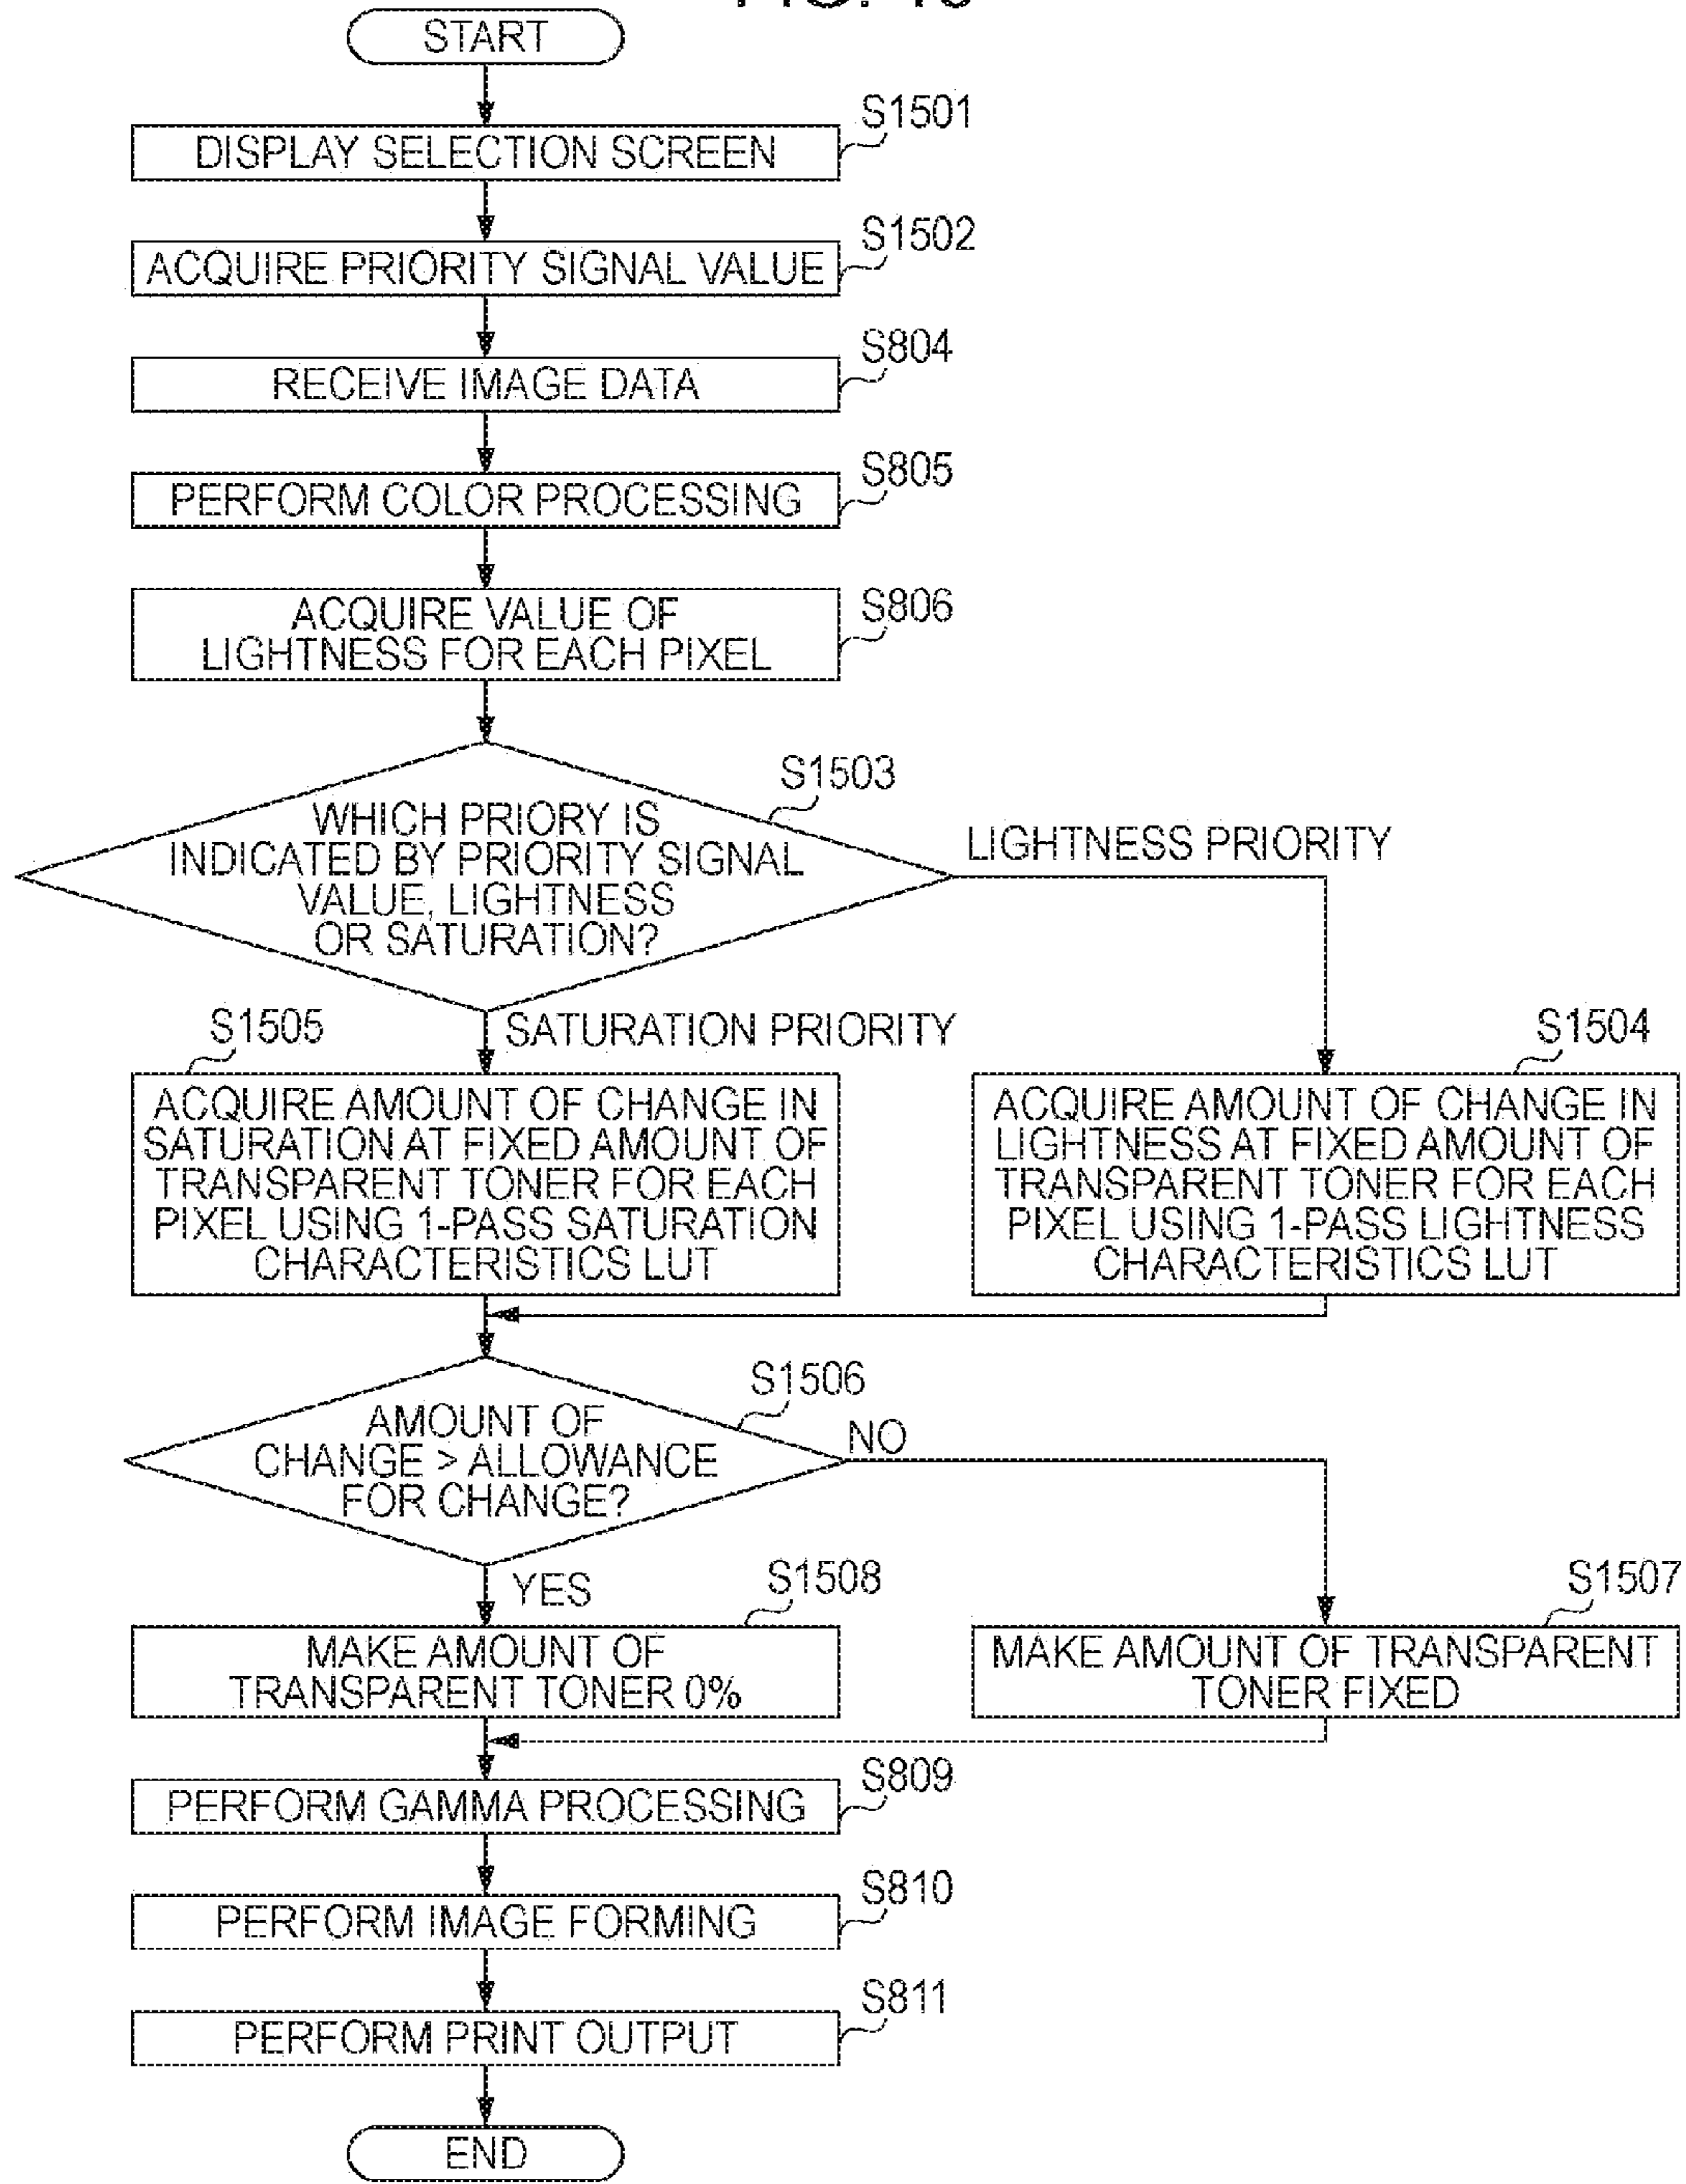 START
S1501
DISPLAY SELECTION SCREEN
S1502
ACQUIRE PRIORITY SIGNAL VALUE
S804
RECEIVE IMAGE DATA
S805
PERFORM COLOR PROCESSING
S806
ACQUIRE VALUE OF
LIGHTNESS FOR EACH PIXEL
S1503
WHICH PRIORY IS
INDICATED BY PRIORITY SIGNAL
VALUE, LIGHTNESS
OR SATURATION?
LIGHTNESS PRIORITY
SATURATION PRIORITY
S1505
ACQUIRE AMOUNT OF CHANGE IN
SATURATION AT FIXED AMOUNT OF
TRANSPARENT TONER FOR EACH
PIXEL USING 1-PASS SATURATION
CHARACTERISTICS LUT
S1504
ACQUIRE AMOUNT OF CHANGE IN
LIGHTNESS AT FIXED AMOUNT OF
TRANSPARENT TONER FOR EACH
PIXEL USING 1-PASS LIGHTNESS
CHARACTERISTICS LUT
S1506
AMOUNT OF
CHANGE > ALLOWANCE
FOR CHANGE?
NO
YES
S1508
MAKE AMOUNT OF
TRANSPARENT TONER 0%
S1507
MAKE AMOUNT OF TRANSPARENT
TONER FIXED
S809
PERFORM GAMMA PROCESSING
S810
PERFORM IMAGE FORMING
S811
PERFORM PRINT OUTPUT
END